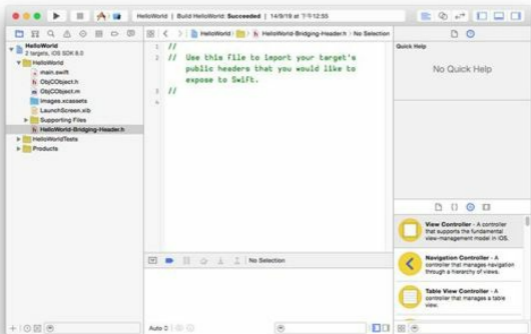 HelloWorld | Build HelloWorld: Succeeded | 14/9/19 at 下午12:55
HelloWorld
2 targets, iOS SDK 8.0
HelloWorld
main.swift
ObjCObject.h
ObjCObject.m
Images.xcassets
LaunchScreen.xib
Supporting Files
HelloWorld-Bridging-Header.h
HelloWorldTests
Products
HelloWorld
HelloWorld-Bridging-Header.h
No Selection
1 //
2 // Use this file to import your target's
public headers that you would like to
expose to Swift.
3 //
4
No Selection
Auto
Quick Help
No Quick Help
View Controller - A controller
that supports the fundamental
view-management model in iOS.
Navigation Controller - A
controller that manages navigation
through a hierarchy of views.
Table View Controller - A
controller that manages a table
view.